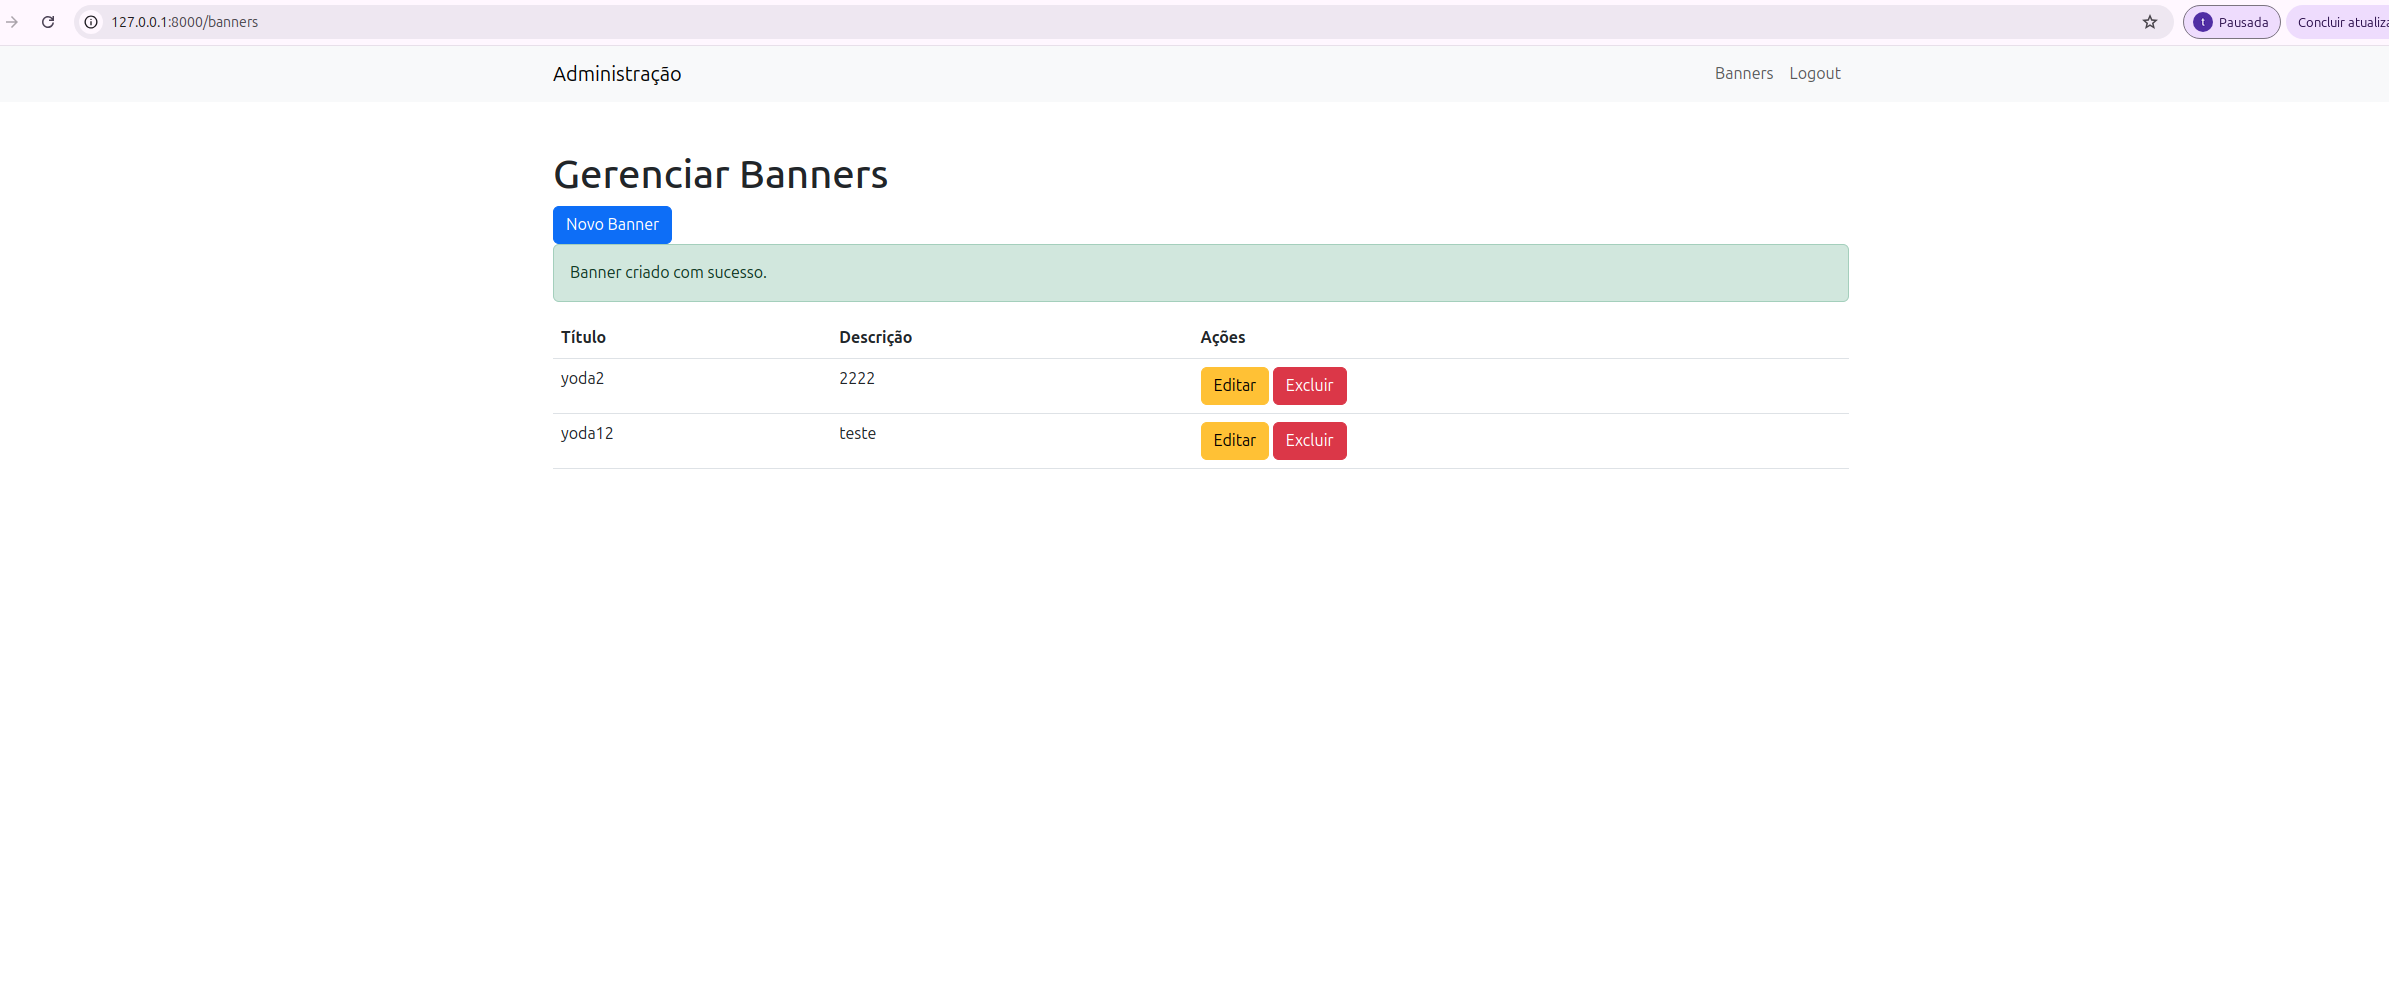 127.0.0.1:8000/banners
t Pausada
Concluir atualiza
Administração
Banners Logout
Gerenciar Banners
Novo Banner
Banner criado com sucesso.
Título Descrição Ações
yoda2 2222 Editar Excluir
yoda12 teste Editar Excluir